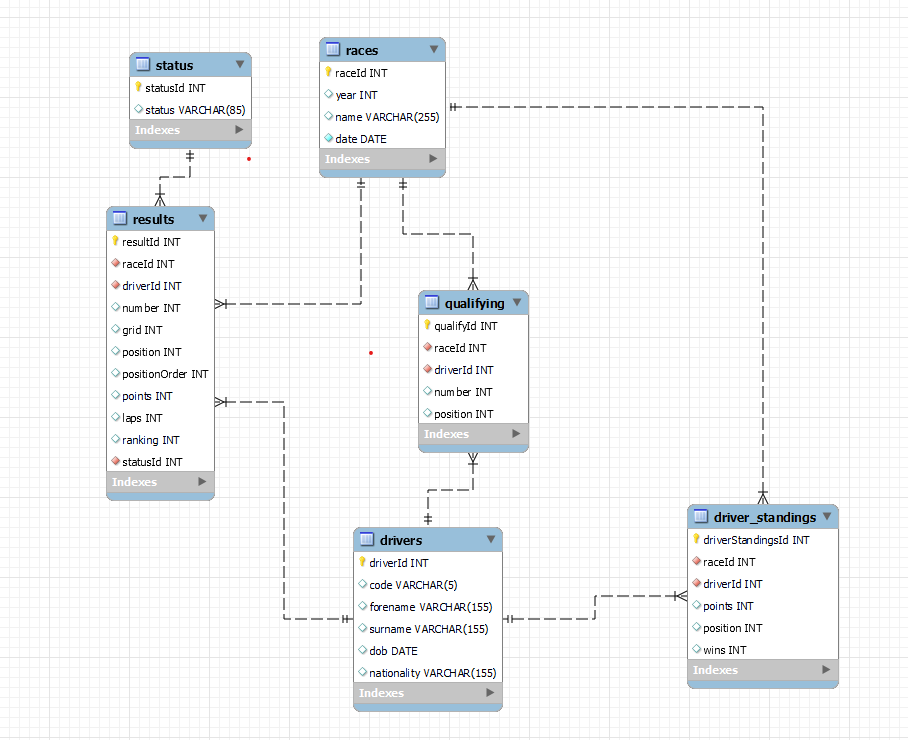 status
statusId INT
status VARCHAR(85)
Indexes
races
raceId INT
year INT
name VARCHAR(255)
date DATE
Indexes
results
resultId INT
raceId INT
driverId INT
number INT
grid INT
position INT
positionOrder INT
points INT
laps INT
ranking INT
statusId INT
Indexes
qualifying
qualifyId INT
raceId INT
driverId INT
number INT
position INT
Indexes
drivers
driverId INT
code VARCHAR(5)
forename VARCHAR(155)
surname VARCHAR(155)
dob DATE
nationality VARCHAR(155)
Indexes
driver_standings
driverStandingsId INT
raceId INT
driverId INT
points INT
position INT
wins INT
Indexes